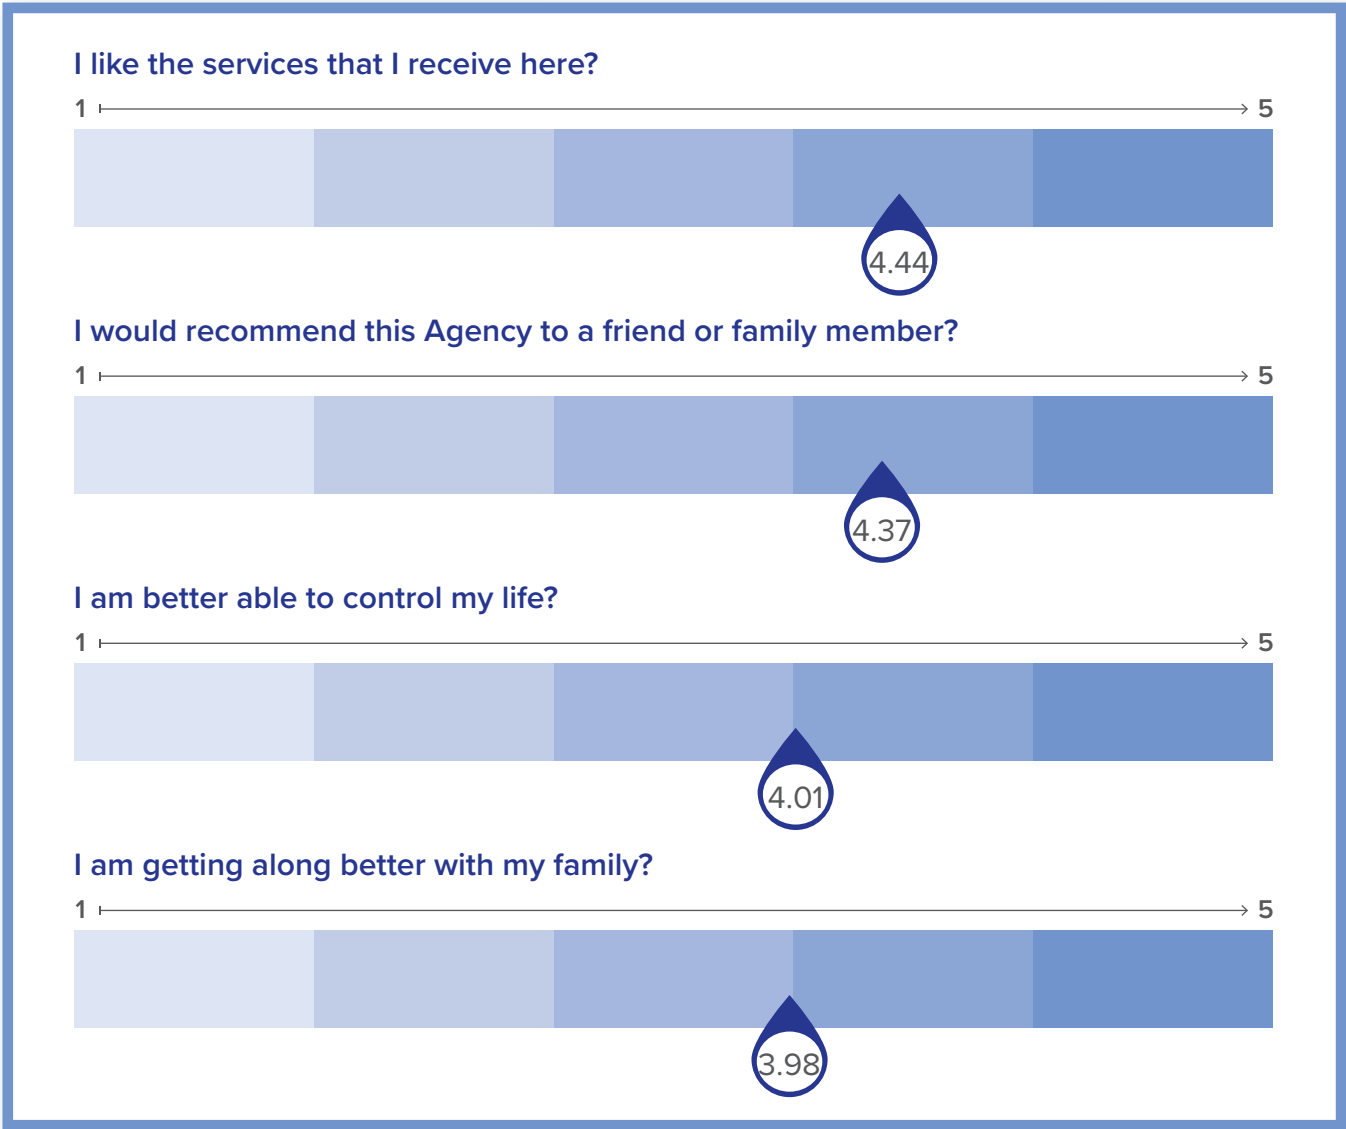 I like the services that I receive here?
1 5
4.44
I would recommend this Agency to a friend or family member?
1 5
4.37
I am better able to control my life?
1 5
4.01
I am getting along better with my family?
1 5
3.98